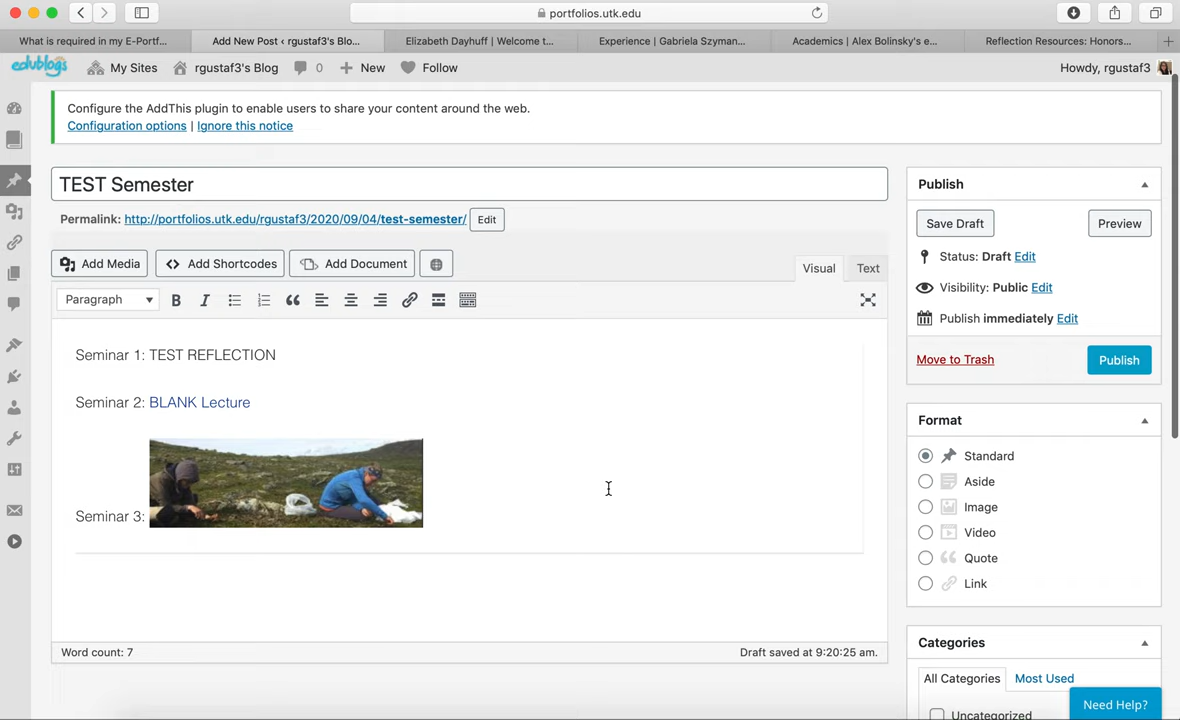 portfolios.utk.edu
What is required in my E-Portf...
Add New Post ‹ rgustaf3's Blo...
Elizabeth Dayhuff | Welcome t...
Experience | Gabriela Szyman...
Academics | Alex Bolinsky's e...
Reflection Resources: Honors...
edublogs My Sites rgustaf3's Blog 0 New Follow Howdy, rgustaf3
Configure the AddThis plugin to enable users to share your content around the web.
Configuration options | Ignore this notice
TEST Semester
Permalink: http://portfolios.utk.edu/rgustaf3/2020/09/04/test-semester/ Edit
Add Media Add Shortcodes Add Document
Visual Text
Paragraph
Seminar 1: TEST REFLECTION
Seminar 2: BLANK Lecture
Seminar 3:
Word count: 7
Draft saved at 9:20:25 am.
Publish
Save Draft Preview
Status: Draft Edit
Visibility: Public Edit
Publish immediately Edit
Move to Trash Publish
Format
Standard
Aside
Image
Video
Quote
Link
Categories
All Categories Most Used
Uncategorized
Need Help?